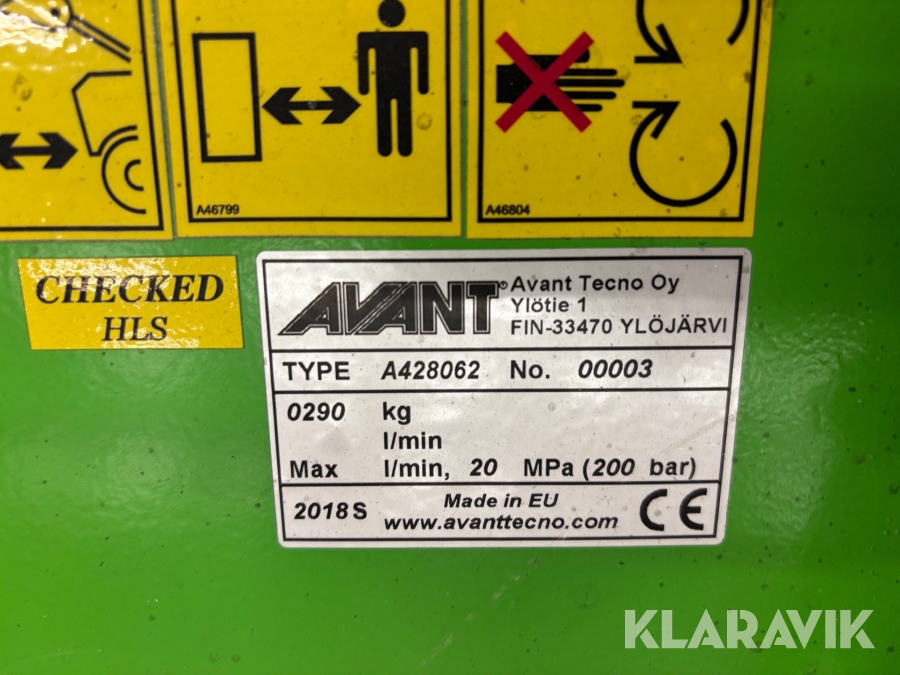 A46799
A46804
CHECKED
HLS
AVANT® Avant Tecno Oy
Ylötie 1
FIN-33470 YLÖJÄRVI
TYPE A428062 No. 00003
0290 kg
l/min
Max l/min, 20 MPa (200 bar)
2018 S Made in EU
www.avanttecno.com CE
KLARAVIK